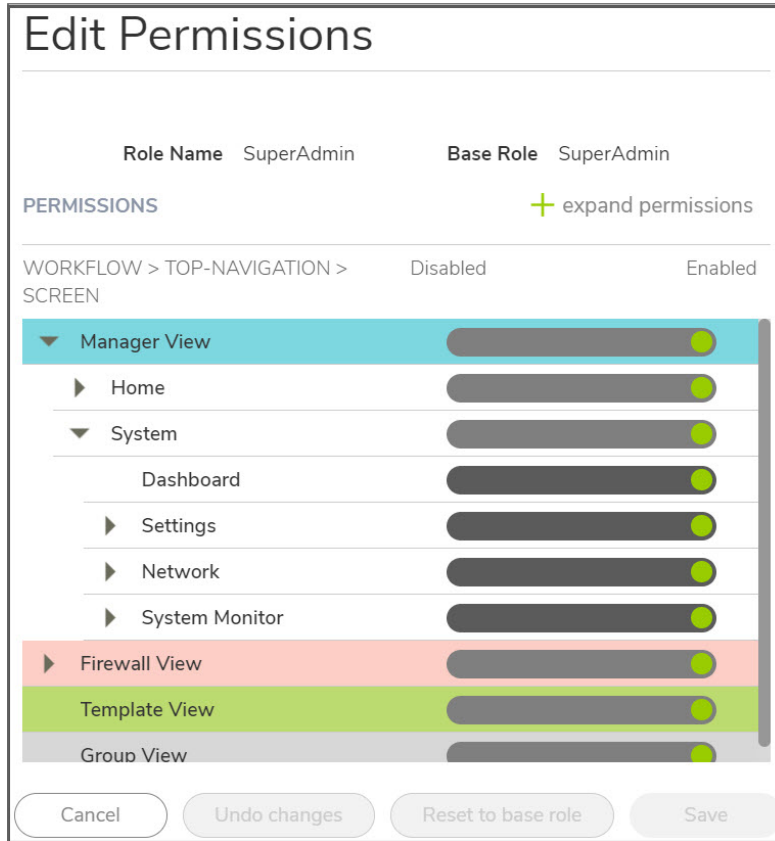 Edit Permissions
Role Name SuperAdmin Base Role SuperAdmin
PERMISSIONS + expand permissions
WORKFLOW > TOP-NAVIGATION > Disabled Enabled
SCREEN
Manager View
Home
System
Dashboard
Settings
Network
System Monitor
Firewall View
Template View
Group View
Cancel Undo changes Reset to base role Save